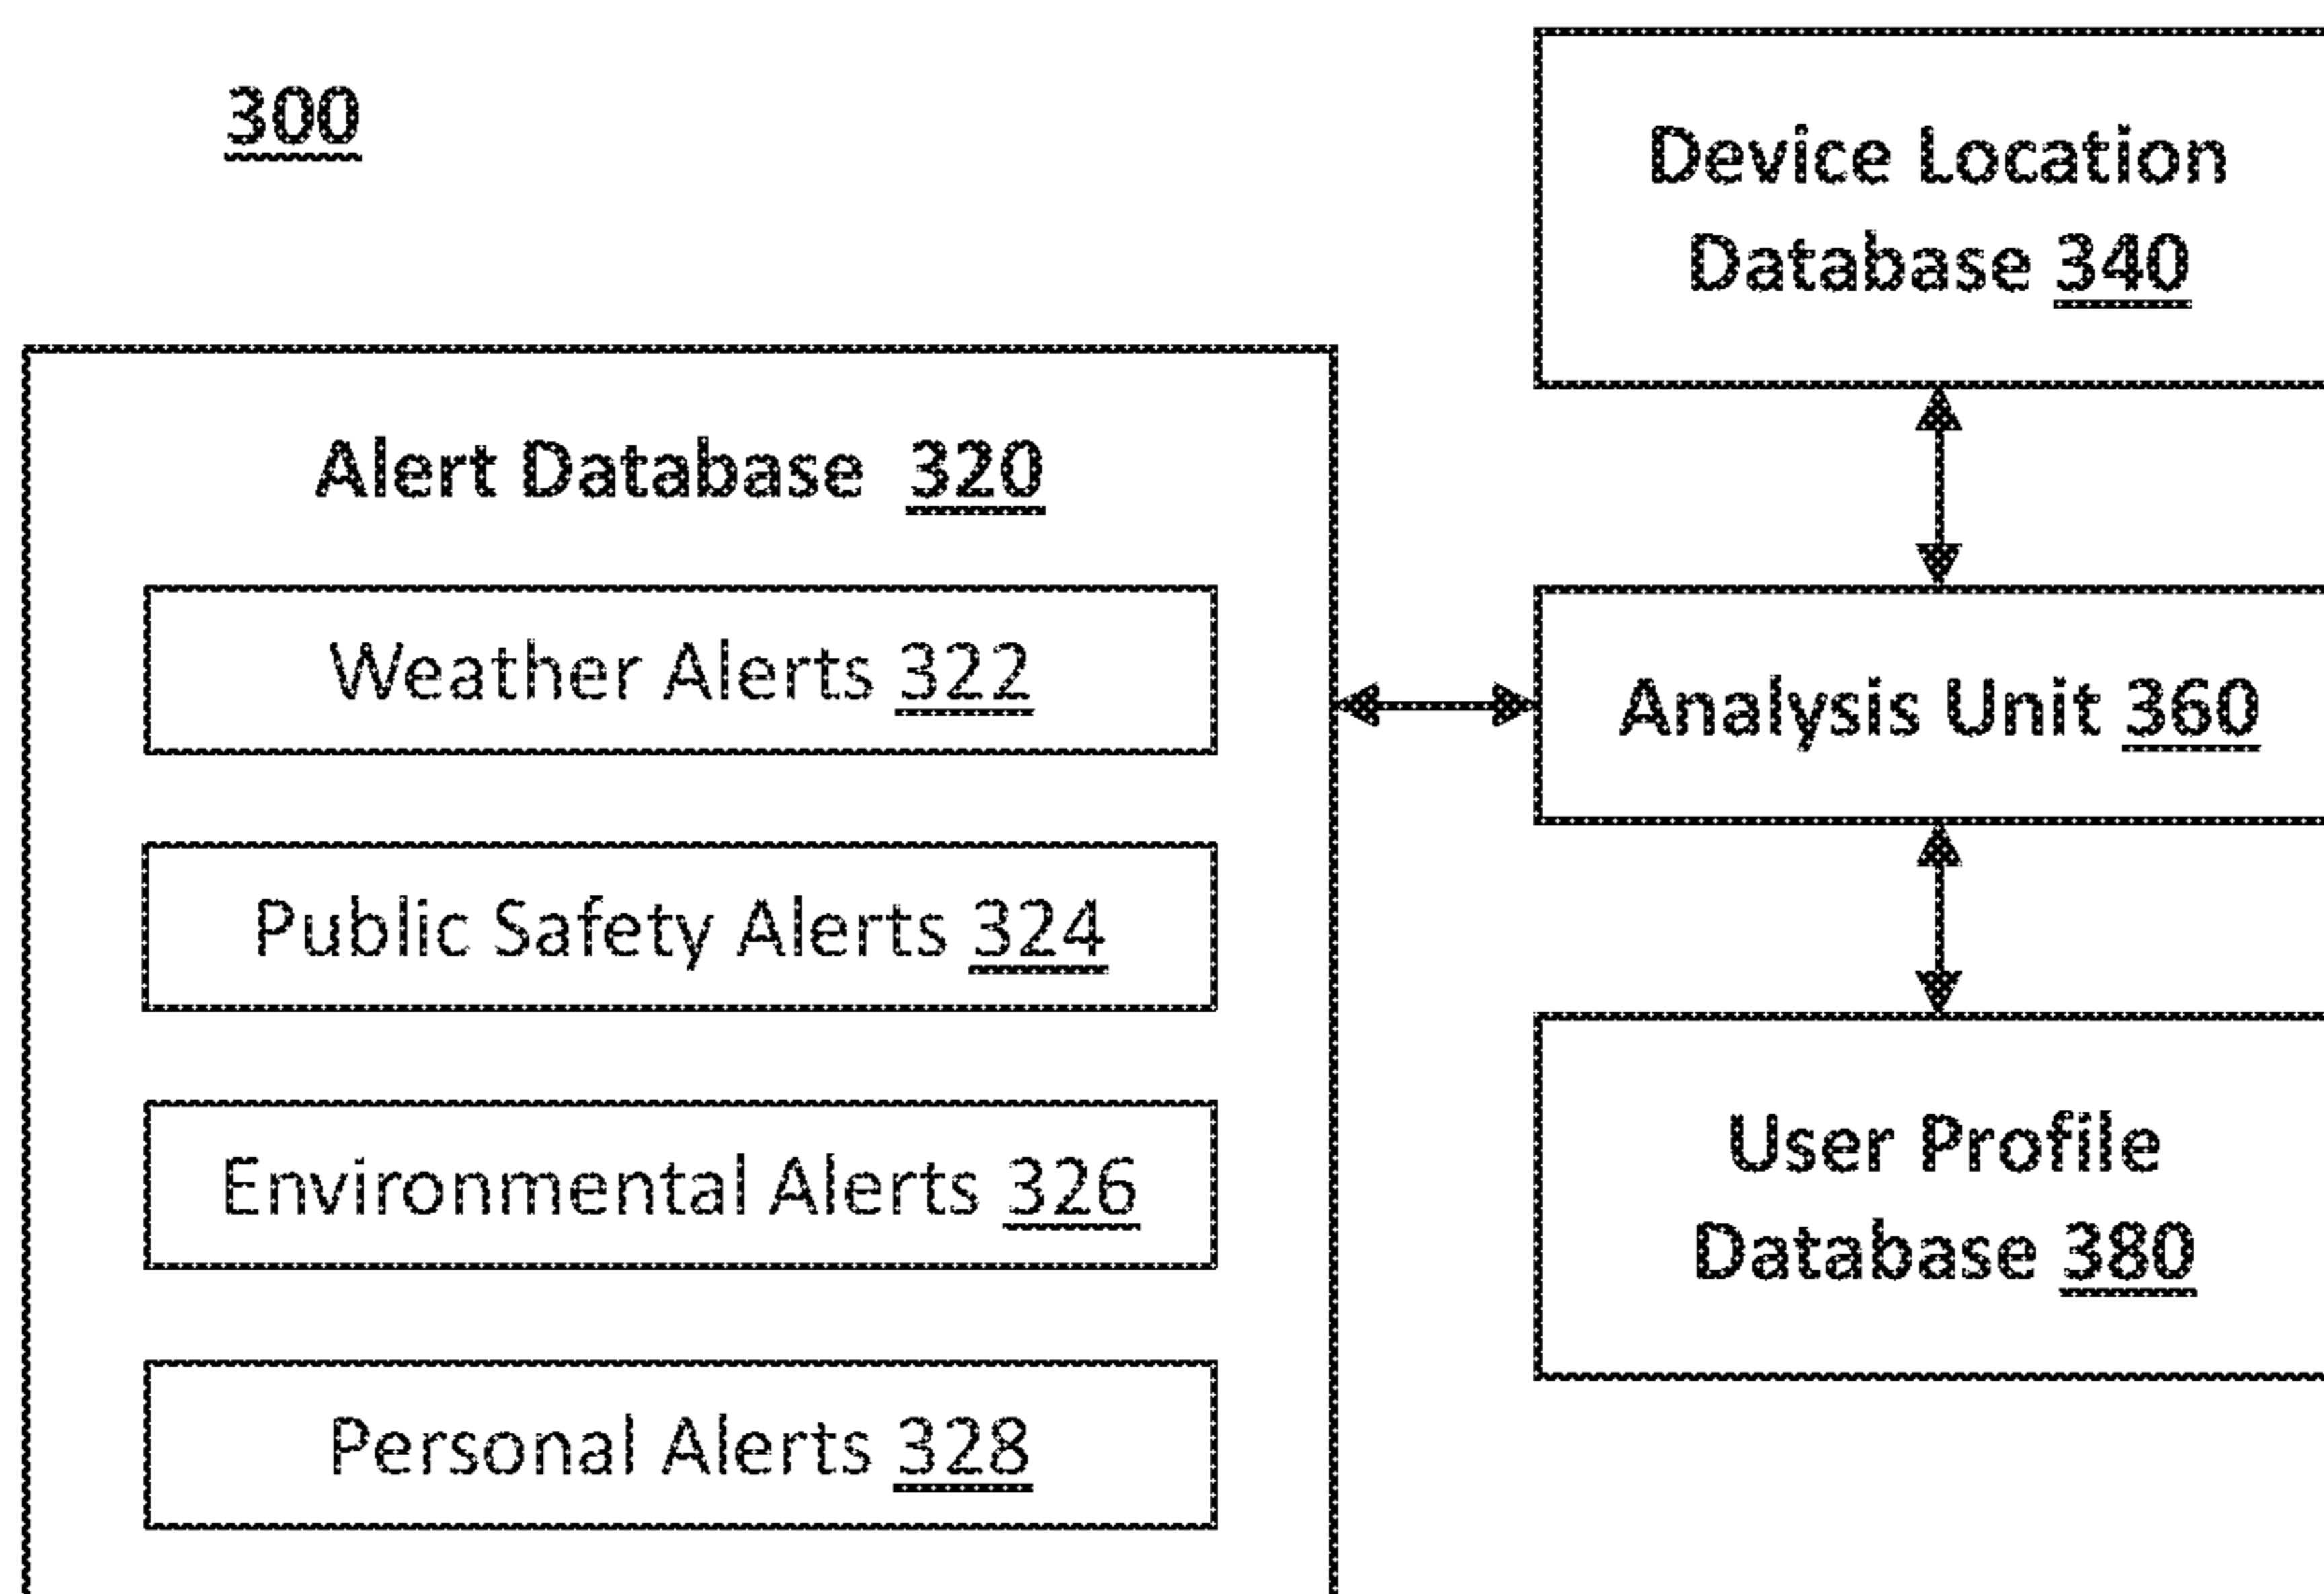 300
Device Location
Database 340
Alert Database 320
Weather Alerts 322
Analysis Unit 360
Public Safety Alerts 324
Environmental Alerts 326
User Profile
Database 380
Personal Alerts 328